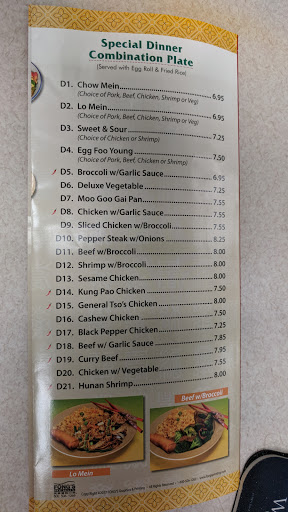 Special Dinner
Combination Plate
(Served with Egg Roll & Fried Rice)
D1. Chow Mein 6.95
(Choice of Pork, Beef, Chicken, Shrimp or Veg)
D2. Lo Mein 6.95
(Choice of Pork, Beef, Chicken, Shrimp or Veg)
D3. Sweet & Sour 7.25
(Choice of Chicken or Shrimp)
D4. Egg Foo Young 7.50
(Choice of Pork, Beef, Chicken or Shrimp)
D5. Broccoli w/Garlic Sauce 6.95
D6. Deluxe Vegetable 7.25
D7. Moo Goo Gai Pan 7.55
D8. Chicken w/Garlic Sauce 7.55
D9. Sliced Chicken w/Broccoli 7.55
D10. Pepper Steak w/Onions 8.25
D11. Beef w/Broccoli 8.00
D12. Shrimp w/Broccoli 8.00
D13. Sesame Chicken 8.00
D14. Kung Pao Chicken 7.50
D15. General Tso's Chicken 8.00
D16. Cashew Chicken 7.50
D17. Black Pepper Chicken 7.25
D18. Beef w/ Garlic Sauce 7.85
D19. Curry Beef 7.95
D20. Chicken w/ Vegetable 7.55
D21. Hunan Shrimp 8.00
Beef w/Broccoli
Lo Mein